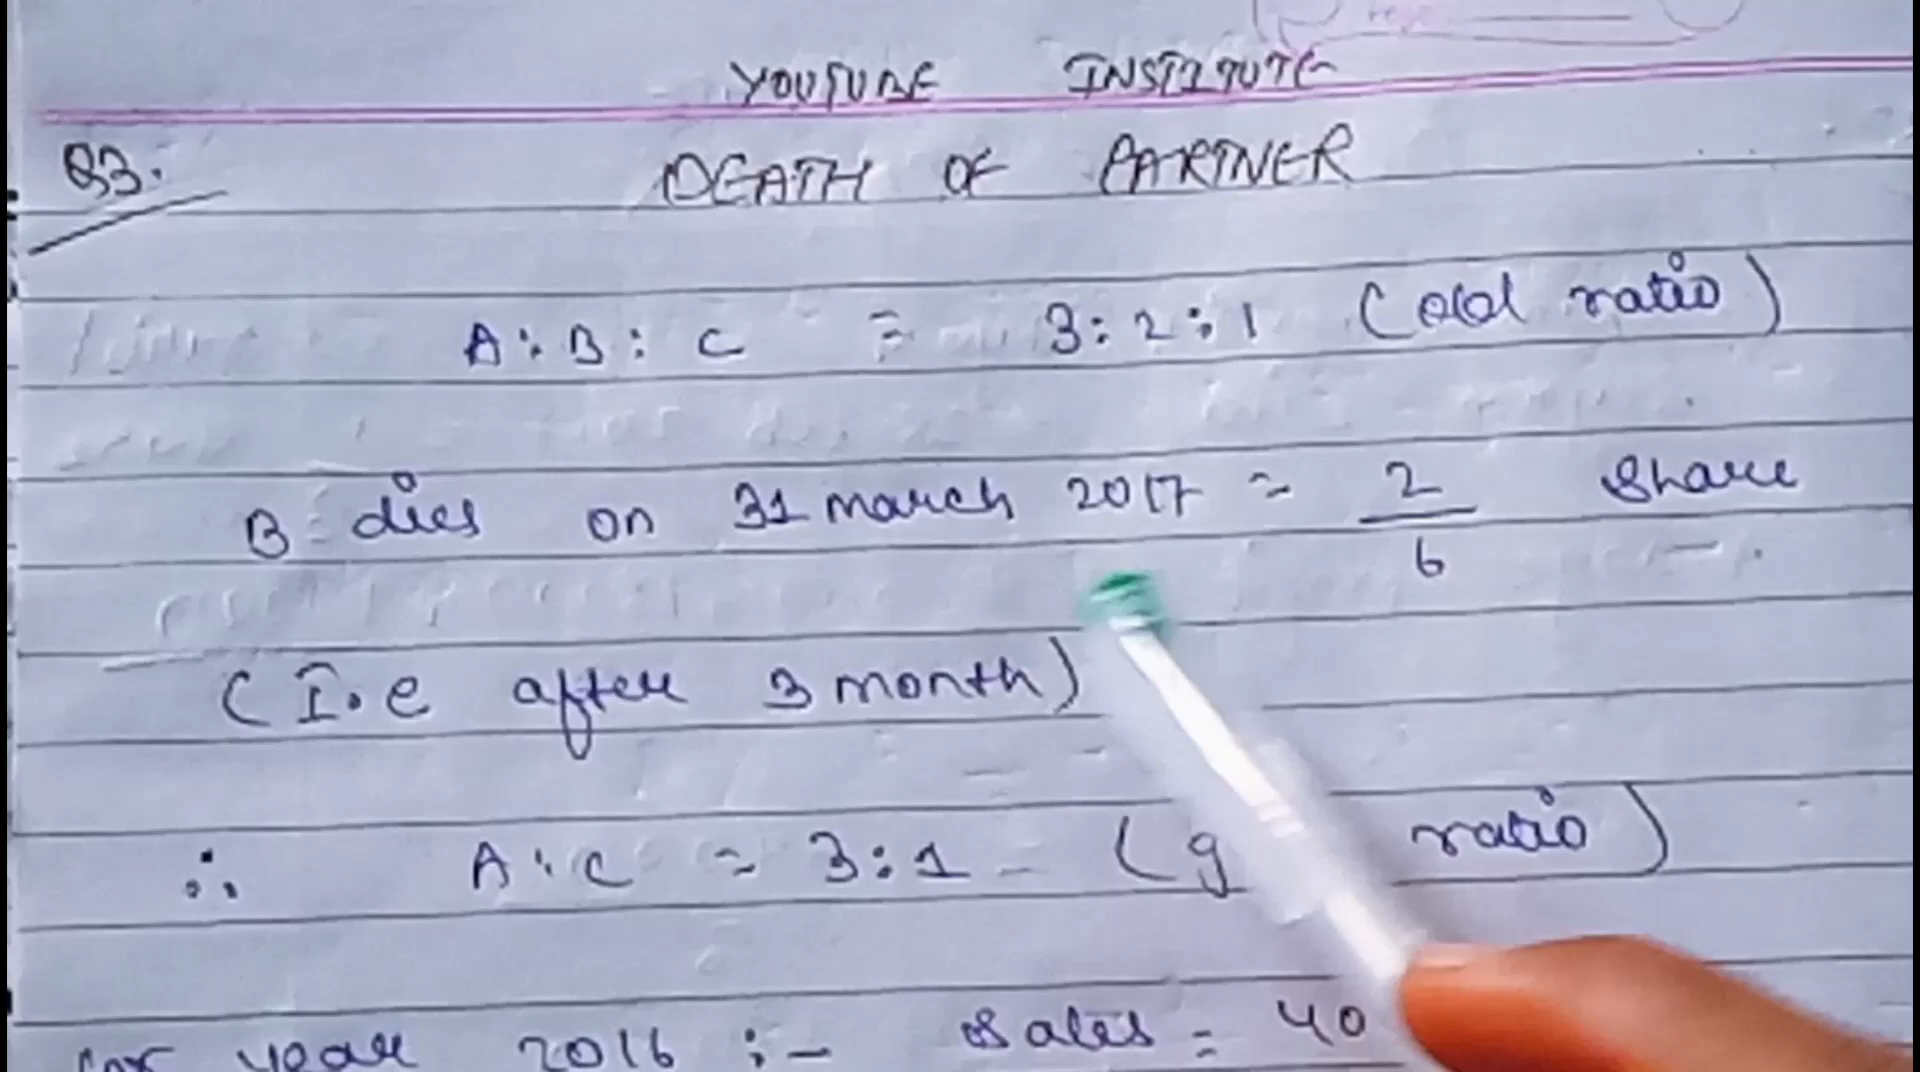 YOUTUBE INSTITUTE
Q3.
DEATH OF PARTNER
A:B:C = 3:2:1 (old ratio)
B dies on 31 march 2017 = 2/6 share
(I.e after 3 month)
∴ A:C = 3:1 ( ratio)
for year 2016 :- Sales = 40